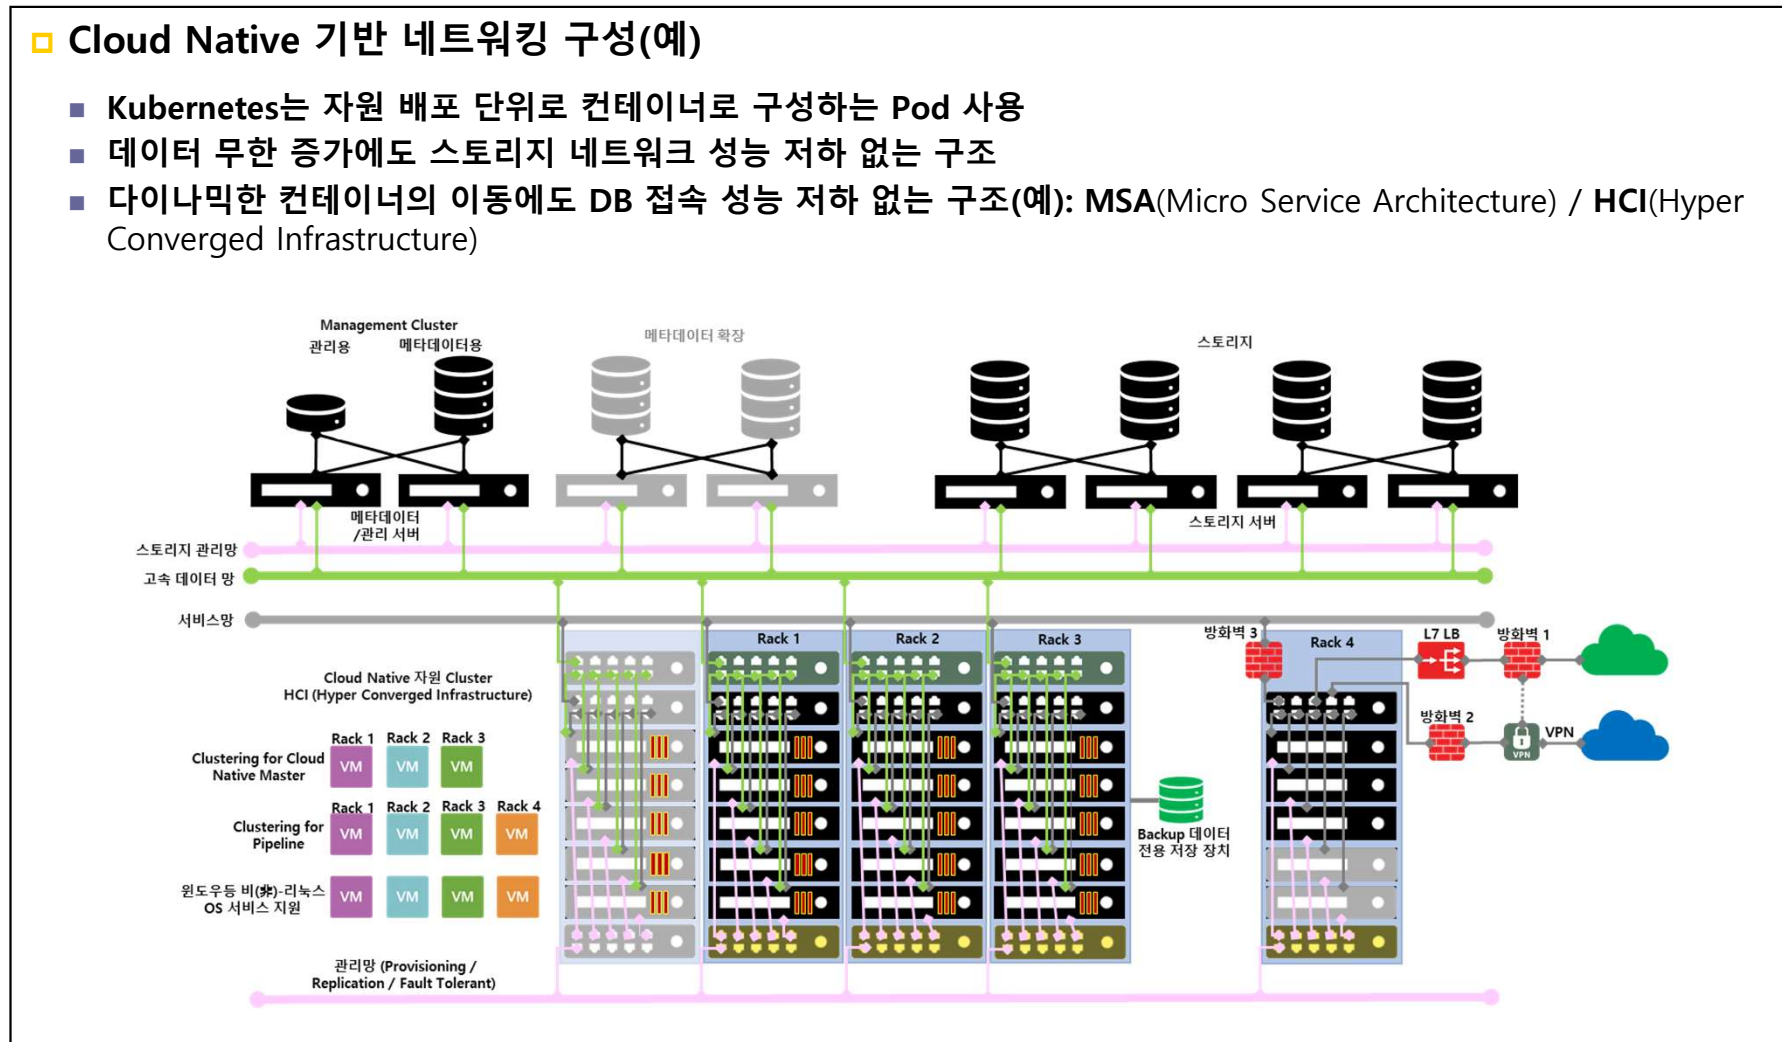 Cloud Native 기반 네트워킹 구성(예)
Kubernetes는 자원 배포 단위로 컨테이너로 구성하는 Pod 사용
데이터 무한 증가에도 스토리지 네트워크 성능 저하 없는 구조
다이나믹한 컨테이너의 이동에도 DB 접속 성능 저하 없는 구조(예): MSA(Micro Service Architecture) / HCI(Hyper
Converged Infrastructure)
Management Cluster
관리용
메타데이터용
메타데이터 확장
스토리지
메타데이터
/관리 서버
스토리지 서버
스토리지 관리망
고속 데이터 망
서비스망
Rack 1
Rack 2
Rack 3
방화벽 3
Rack 4
L7 LB
방화벽 1
Cloud Native 자원 Cluster
HCI (Hyper Converged Infrastructure)
방화벽 2
VPN
VPN
Rack 1 Rack 2 Rack 3
Clustering for Cloud
Native Master
VM VM VM
Rack 1 Rack 2 Rack 3 Rack 4
Clustering for
Pipeline
VM VM VM VM
Backup 데이터
전용 저장 장치
윈도우등 비(非)-리눅스
OS 서비스 지원
VM VM VM VM
관리망 (Provisioning /
Replication / Fault Tolerant)